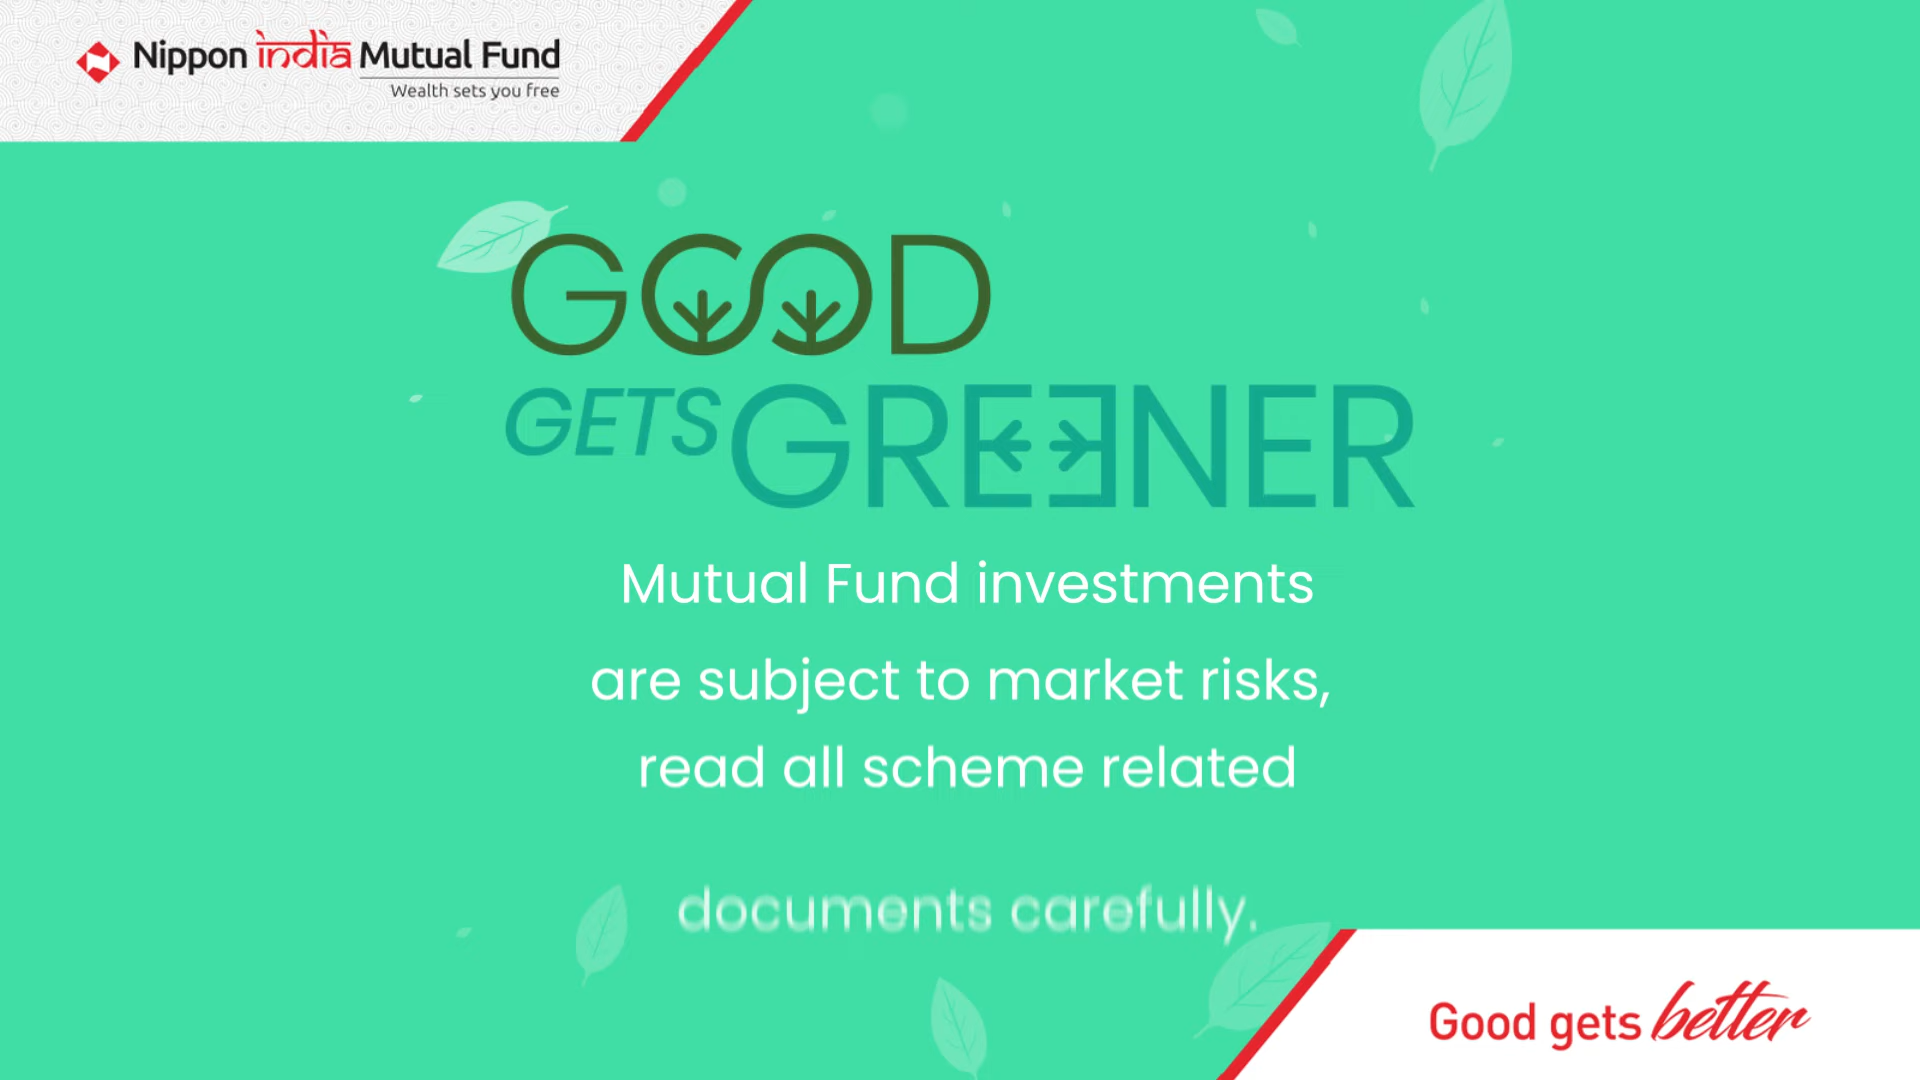 Nippon india Mutual Fund
Wealth sets you free
GOOD
GETS GREENER
Mutual Fund investments
are subject to market risks,
read all scheme related
documents carefully.
Good gets better